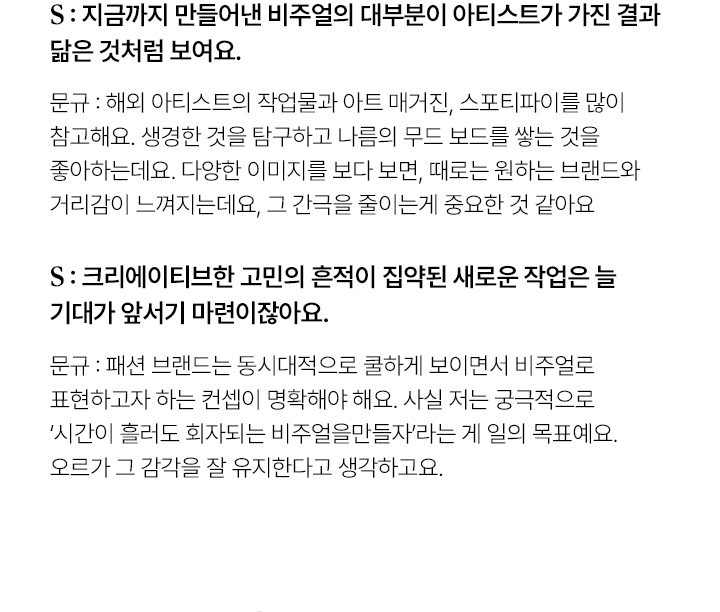 S : 지금까지 만들어낸 비주얼의 대부분이 아티스트가 가진 결과
닮은 것처럼 보여요.
문규 : 해외 아티스트의 작업물과 아트 매거진, 스포티파이를 많이
참고해요. 생경한 것을 탐구하고 나름의 무드 보드를 쌓는 것을
좋아하는데요. 다양한 이미지를 보다 보면, 때로는 원하는 브랜드와
거리감이 느껴지는데요, 그 간극을 줄이는게 중요한 것 같아요
S : 크리에이티브한 고민의 흔적이 집약된 새로운 작업은 늘
기대가 앞서기 마련이잖아요.
문규 : 패션 브랜드는 동시대적으로 쿨하게 보이면서 비주얼로
표현하고자 하는 컨셉이 명확해야 해요. 사실 저는 궁극적으로
‘시간이 흘러도 회자되는 비주얼을만들자’라는 게 일의 목표예요.
오르가 그 감각을 잘 유지한다고 생각하고요.